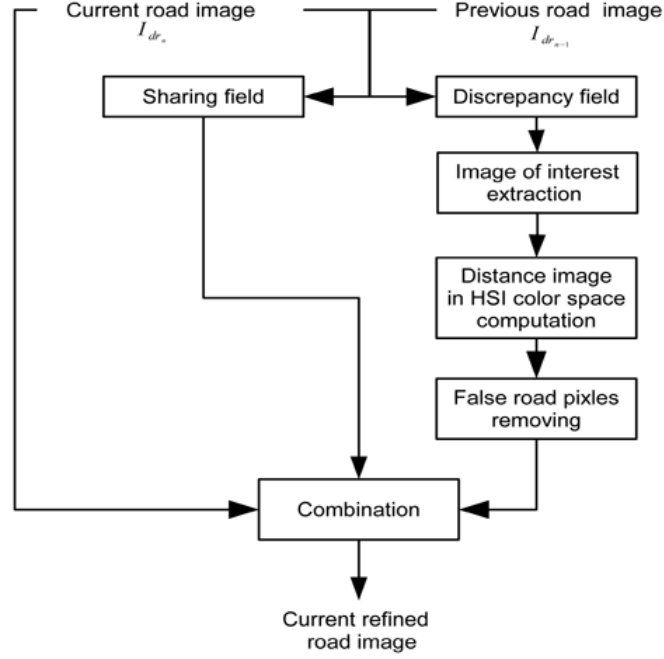 Current road image
I_{dr_n}
Previous road image
I_{dr_{n-1}}
Sharing field
Discrepancy field
Image of interest
extraction
Distance image
in HSI color space
computation
False road pixles
removing
Combination
Current refined
road image